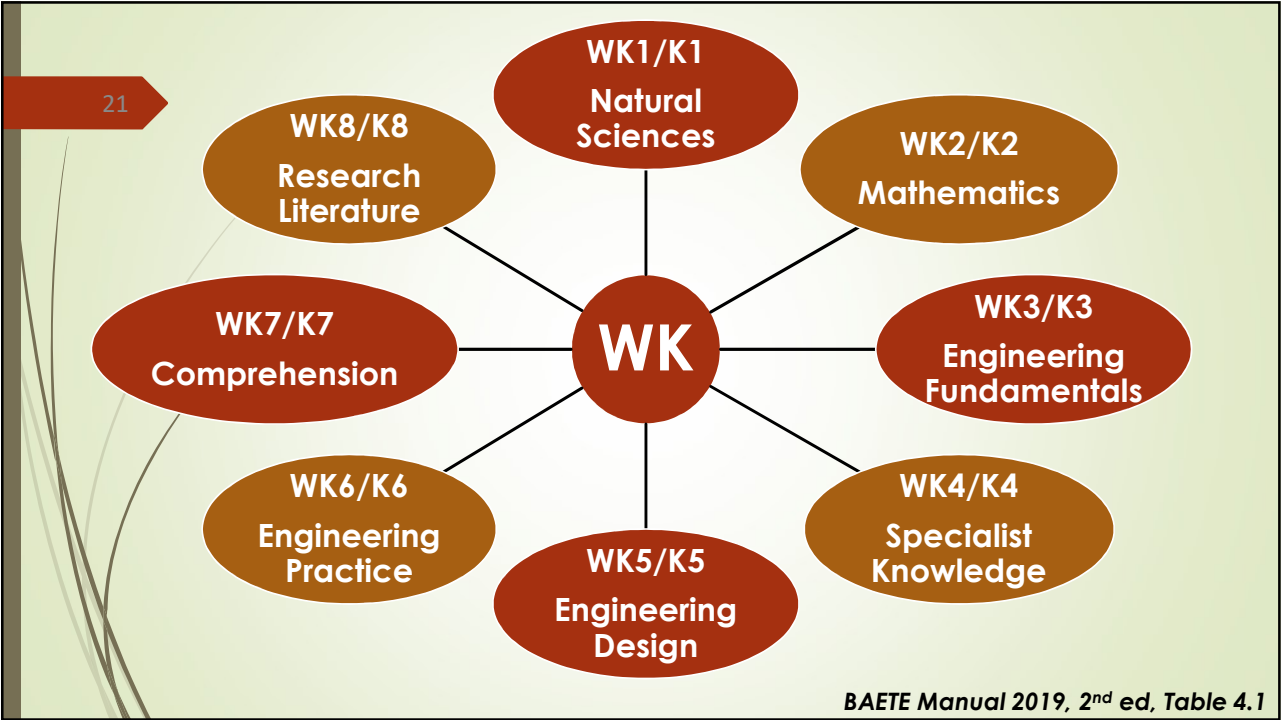 21
WK1/K1
Natural
Sciences
WK2/K2
Mathematics
WK3/K3
Engineering
Fundamentals
WK4/K4
Specialist
Knowledge
WK5/K5
Engineering
Design
WK6/K6
Engineering
Practice
WK7/K7
Comprehension
WK8/K8
Research
Literature
WK
BAETE Manual 2019, 2nd ed, Table 4.1